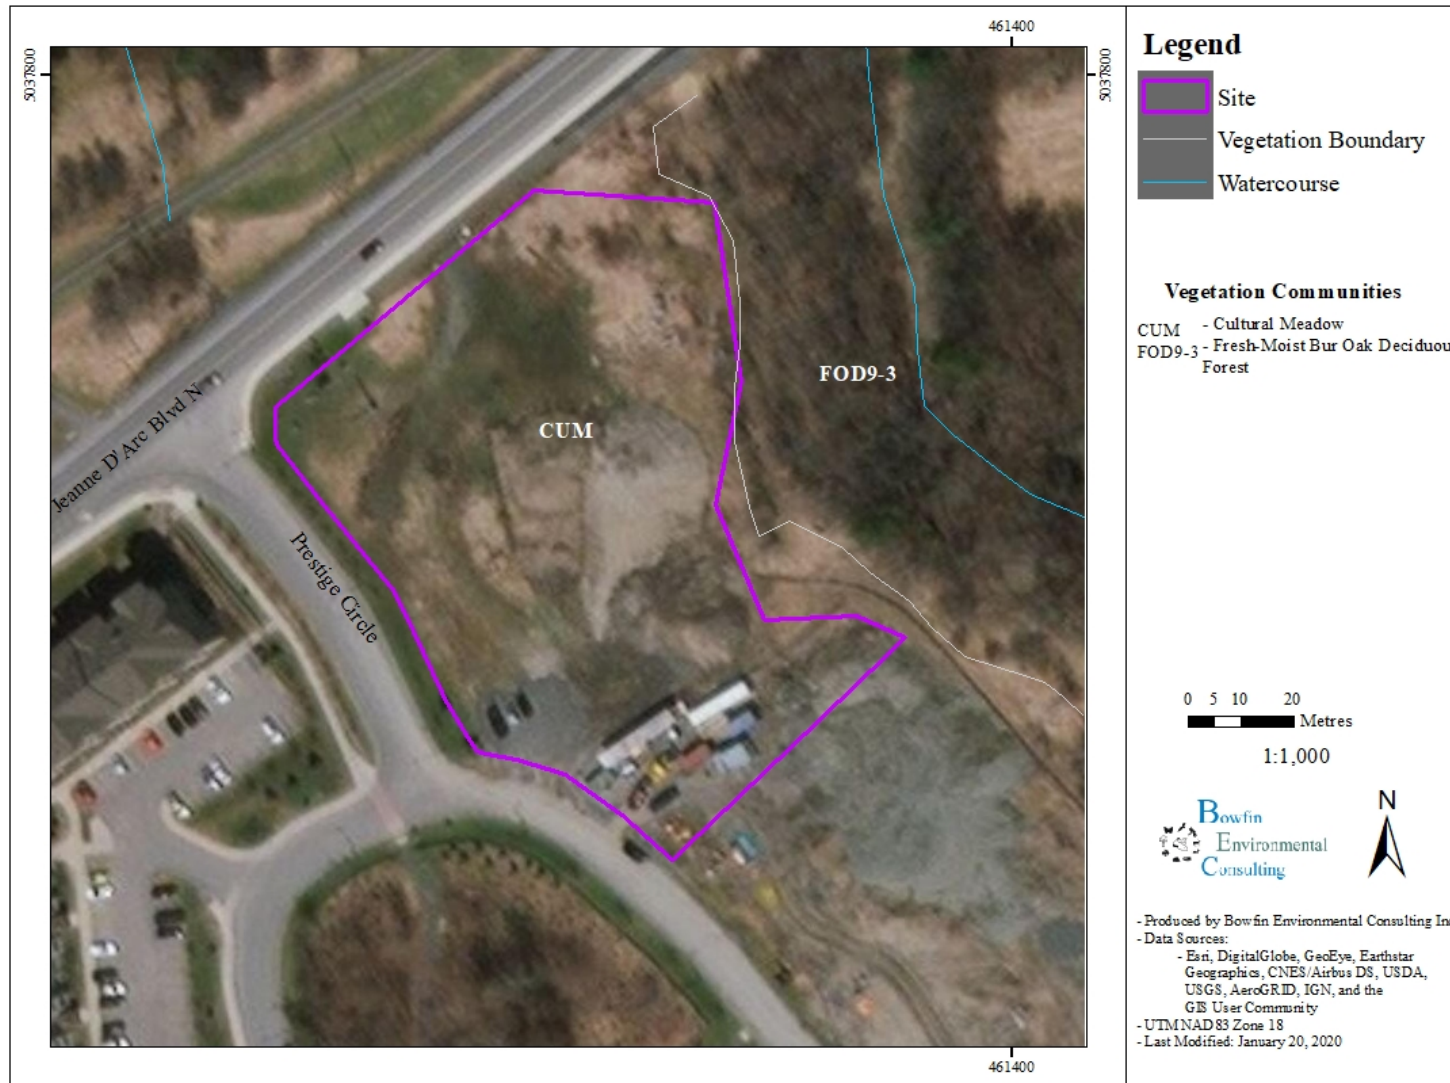 461400
5037800
5037800
Legend
Site
Vegetation Boundary
Watercourse
Vegetation Communities
CUM - Cultural Meadow
FOD9-3 - Fresh-Moist Bur Oak Deciduou
Forest
FOD9-3
CUM
Jeanne D'Arc Blvd N
Prestige Circle
0 5 10 20
Metres
1:1,000
Bowfin
Environmental
Consulting
N
- Produced by Bowfin Environmental Consulting In
- Data Sources:
- Esri, DigitalGlobe, GeoEye, Earthstar
Geographics, CNES/Airbus DS, USDA,
USGS, AeroGRID, IGN, and the
GIS User Community
- UTM NAD83 Zone 18
- Last Modified: January 20, 2020
461400